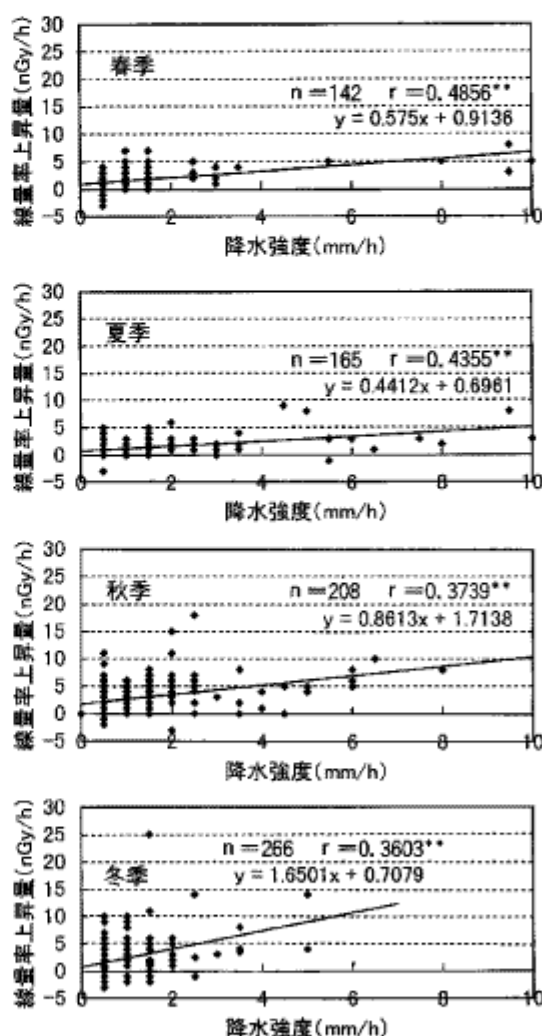 線量率上昇量(nGy/h)
30
25
20
15
10
5
0
-5
春季
n=142 r=0.4856**
y = 0.575x + 0.9136
0 2 4 6 8 10
降水強度(mm/h)
線量率上昇量(nGy/h)
30
25
20
15
10
5
0
-5
夏季
n=165 r=0.4355**
y = 0.4412x + 0.6961
0 2 4 6 8 10
降水強度(mm/h)
線量率上昇量(nGy/h)
30
25
20
15
10
5
0
-5
秋季
n=208 r=0.3739**
y = 0.8613x + 1.7138
0 2 4 6 8 10
降水強度(mm/h)
線量率上昇量(nGy/h)
30
25
20
15
10
5
0
-5
冬季
n=266 r=0.3603**
y = 1.6501x + 0.7079
0 2 4 6 8 10
降水強度(mm/h)